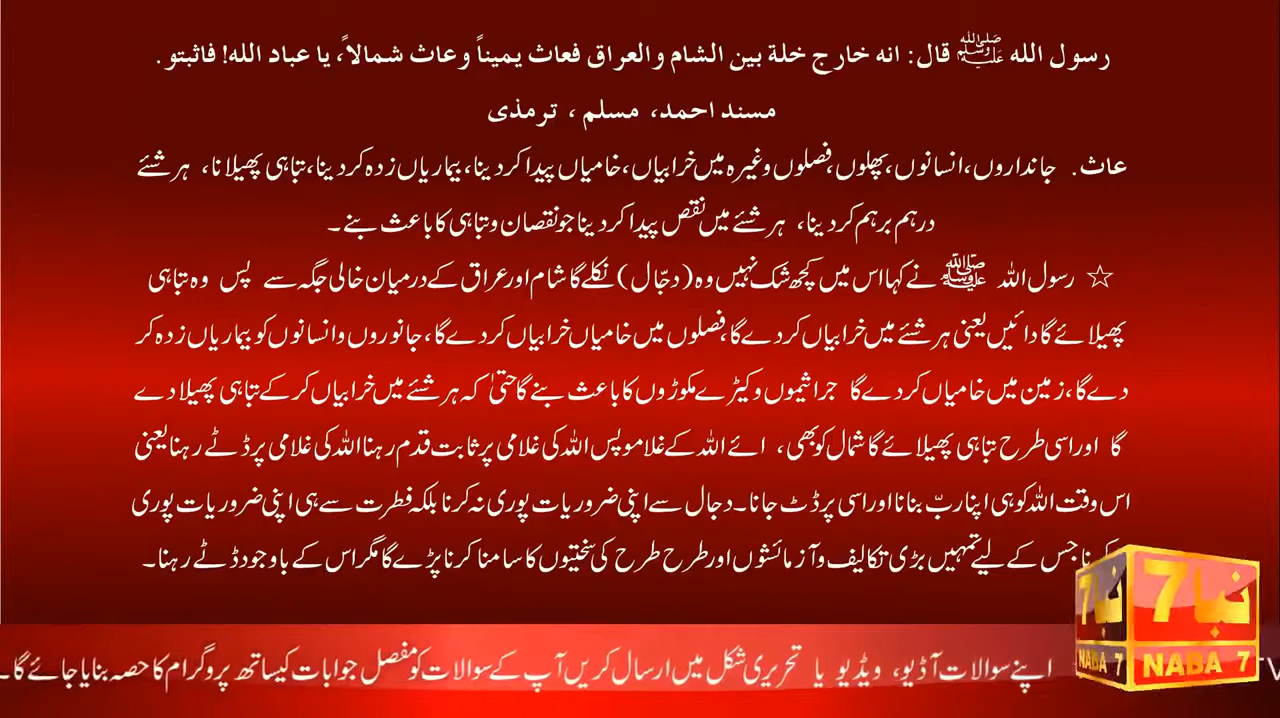 رسول الله ﷺ قال: انه خارج خلة بين الشام والعراق فعاث يميناً وعاث شمالاً، يا عباد الله! فاثبتو.
مسند احمد، مسلم ، ترمذی
عاث. جانداروں،انسانوں،پھلوں،فصلوں وغیرہ میں خرابیاں،خامیاں پیدا کر دینا،بیماریاں زدہ کر دینا،تباہی پھیلانا، ہر شئے
درہم برہم کر دینا، ہر شئے میں نقص پیدا کر دینا جو نقصان و تباہی کا باعث بنے۔
☆ رسول اللہ ﷺ نے کہا اس میں کچھ شک نہیں وہ (دجّال) نکلے گا شام اور عراق کے درمیان خالی جگہ سے پس وہ تباہی
پھیلائے گا دائیں یعنی ہر شئے میں خرابیاں کر دے گا،فصلوں میں خامیاں خرابیاں کر دے گا،جانوروں و انسانوں کو بیماریاں زدہ کر
دے گا،زمین میں خامیاں کر دے گا جراثیموں و کیڑے مکوڑوں کا باعث بنے گا حتیٰ کہ ہر شئے میں خرابیاں کر کے تباہی پھیلا دے
گا اور اسی طرح تباہی پھیلائے گا شمال کو بھی، ائے اللہ کے غلامو پس اللہ کی غلامی پر ثابت قدم رہنا اللہ کی غلامی پر ڈٹے رہنا یعنی
اس وقت اللہ کو ہی اپنا ربّ بنانا اور اسی پر ڈٹ جانا۔ دجال سے اپنی ضروریات پوری نہ کرنا بلکہ فطرت سے ہی اپنی ضروریات پوری
کرنا جس کے لیے تمہیں بڑی تکالیف و آزمائشوں اور طرح طرح کی سختیوں کا سامنا کرنا پڑے گا مگر اس کے باوجود ڈٹے رہنا۔
نبأ 7 نبأ 7
NABA 7 NABA 7
اپنے سوالات آڈیو، ویڈیو یا تحریری شکل میں ارسال کریں آپ کے سوالات کو مفصل جوابات کیساتھ پروگرام کا حصہ بنایا جائے گا۔